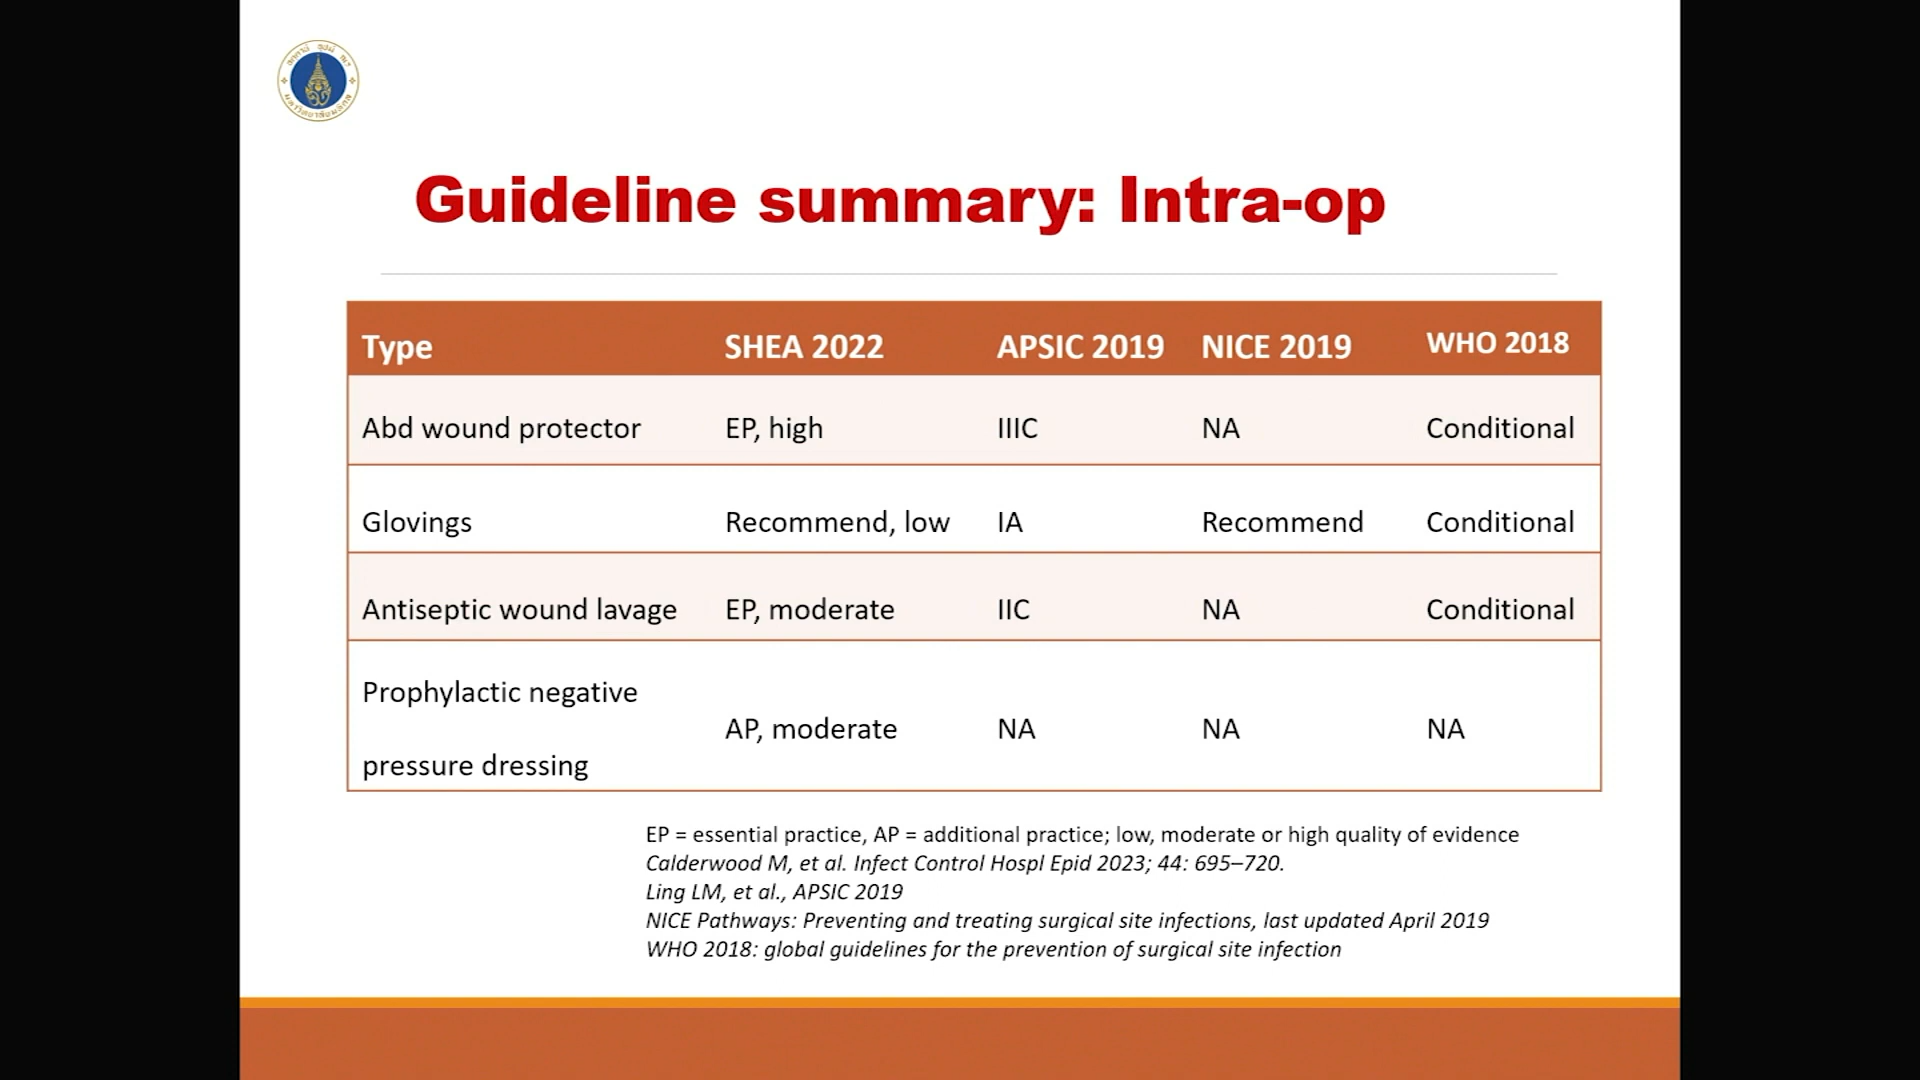 Guideline summary: Intra-op
Type SHEA 2022 APSIC 2019 NICE 2019 WHO 2018
Abd wound protector EP, high IIIC NA Conditional
Glovings Recommend, low IA Recommend Conditional
Antiseptic wound lavage EP, moderate IIC NA Conditional
Prophylactic negative
pressure dressing AP, moderate NA NA NA
EP = essential practice, AP = additional practice; low, moderate or high quality of evidence
Calderwood M, et al. Infect Control Hospl Epid 2023; 44: 695–720.
Ling LM, et al., APSIC 2019
NICE Pathways: Preventing and treating surgical site infections, last updated April 2019
WHO 2018: global guidelines for the prevention of surgical site infection